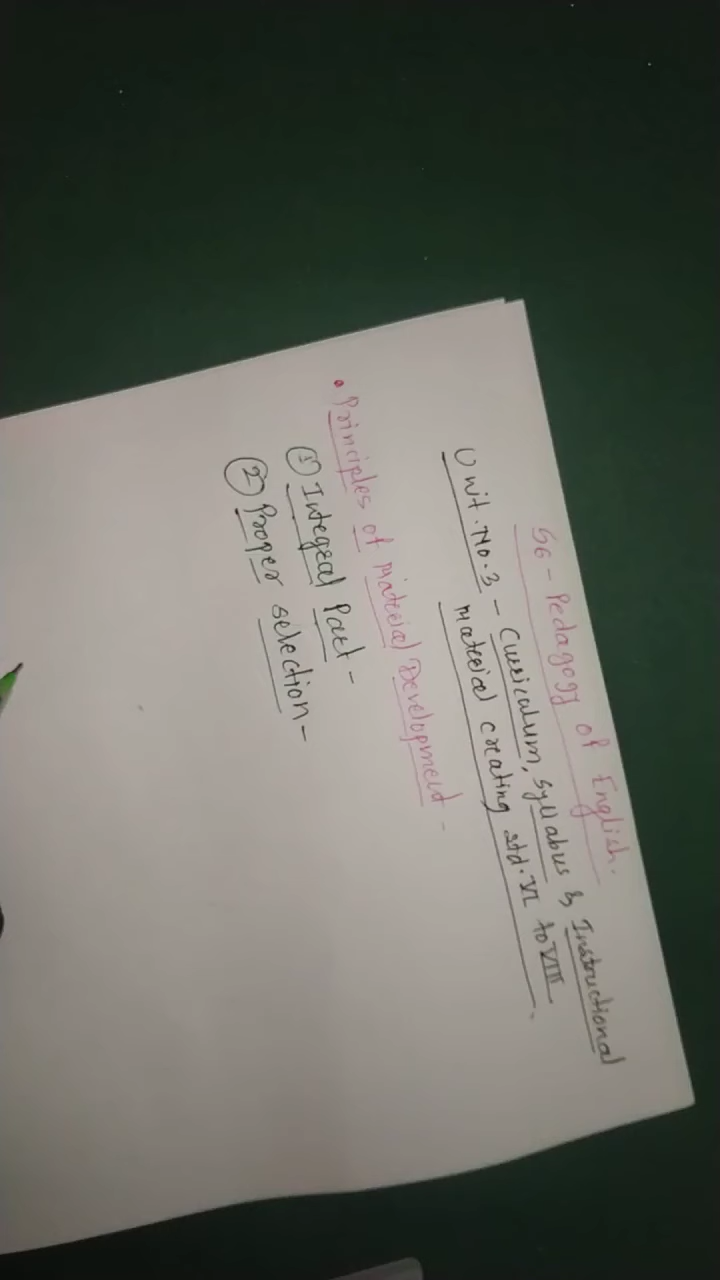 S6 - Pedagogy of English.
Unit.No.3 - Curriculum, Syllabus & Instructional
material creating std.VI to VIII.
• Principles of Material Development -
① Integral Part -
② Proper selection -